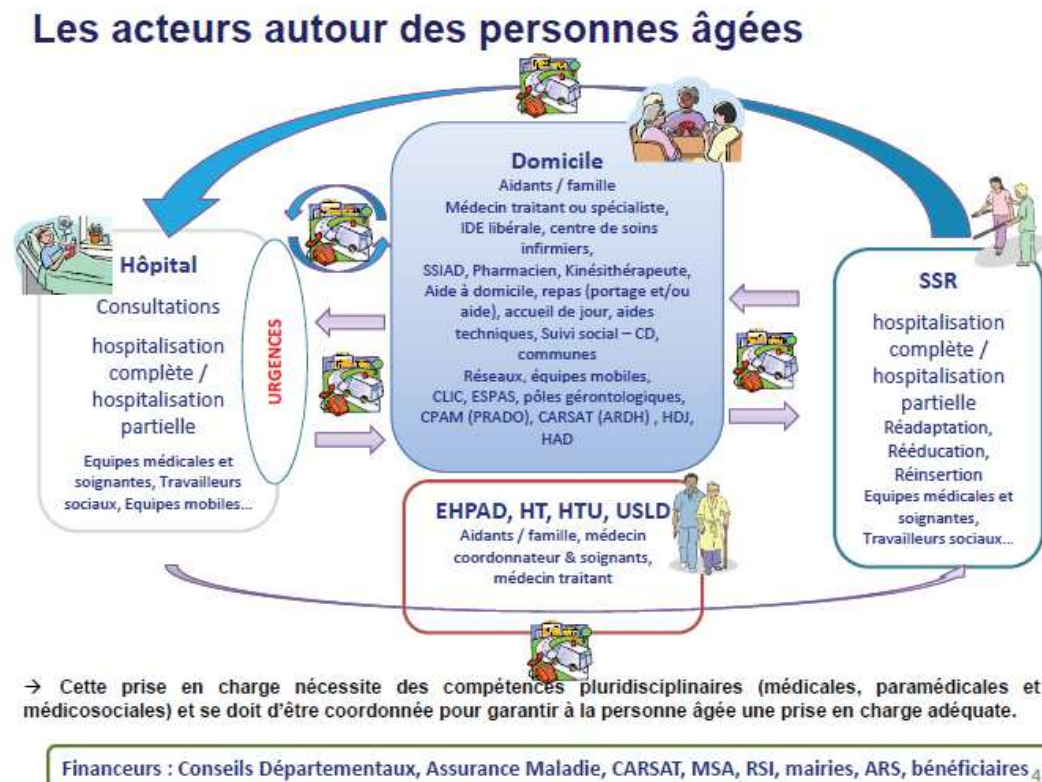 Les acteurs autour des personnes âgées
Domicile
Aidants / famille
Médecin traitant ou spécialiste,
IDE libérale, centre de soins
infirmiers,
SSIAD, Pharmacien, Kinésithérapeute,
Aide à domicile, repas (portage et/ou
aide), accueil de jour, aides
techniques, Suivi social – CD,
communes
Réseaux, équipes mobiles,
CLIC, ESPAS, pôles gérontologiques,
CPAM (PRADO), CARSAT (ARDH) , HDJ,
HAD
Hôpital
Consultations
hospitalisation
complète /
hospitalisation
partielle
Equipes médicales et
soignantes, Travailleurs
sociaux, Equipes mobiles…
URGENCES
SSR
hospitalisation
complète /
hospitalisation
partielle
Réadaptation,
Rééducation,
Réinsertion
Equipes médicales et
soignantes,
Travailleurs sociaux…
EHPAD, HT, HTU, USLD
Aidants / famille, médecin
coordonnateur & soignants,
médecin traitant
→ Cette prise en charge nécessite des compétences pluridisciplinaires (médicales, paramédicales et
médicosociales) et se doit d'être coordonnée pour garantir à la personne âgée une prise en charge adéquate.
Financeurs : Conseils Départementaux, Assurance Maladie, CARSAT, MSA, RSI, mairies, ARS, bénéficiaires
4